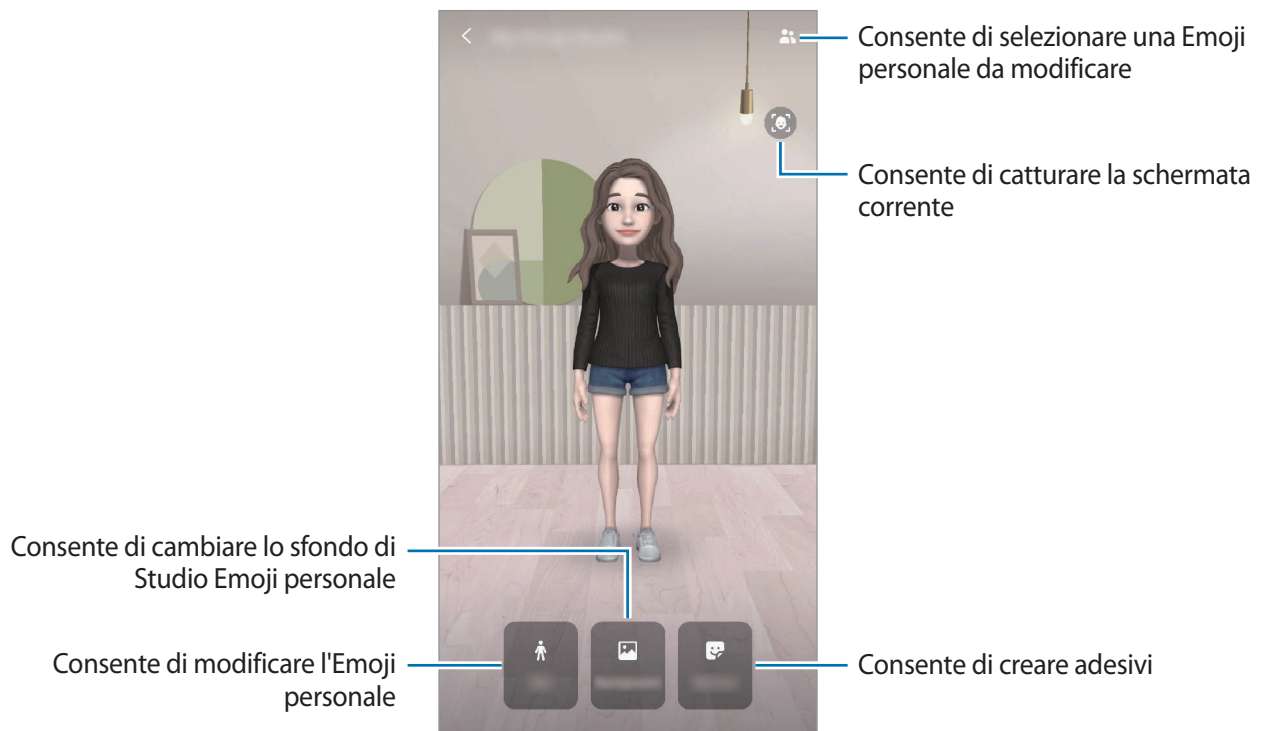 Consente di selezionare una Emoji
personale da modificare
Consente di catturare la schermata
corrente
Consente di cambiare lo sfondo di
Studio Emoji personale
Consente di modificare l'Emoji
personale
Consente di creare adesivi